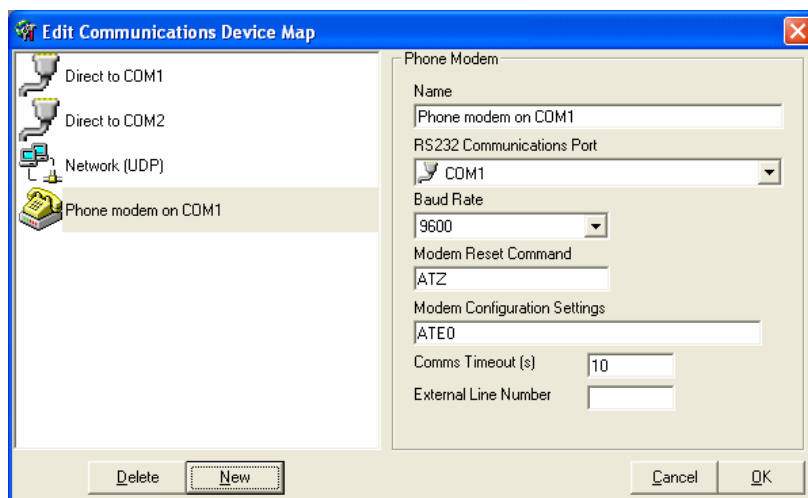 Edit Communications Device Map
Direct to COM1
Direct to COM2
Network (UDP)
Phone modem on COM1
Phone Modem
Name
Phone modem on COM1
RS232 Communications Port
COM1
Baud Rate
9600
Modem Reset Command
ATZ
Modem Configuration Settings
ATE0
Comms Timeout (s) 10
External Line Number
Delete New Cancel OK